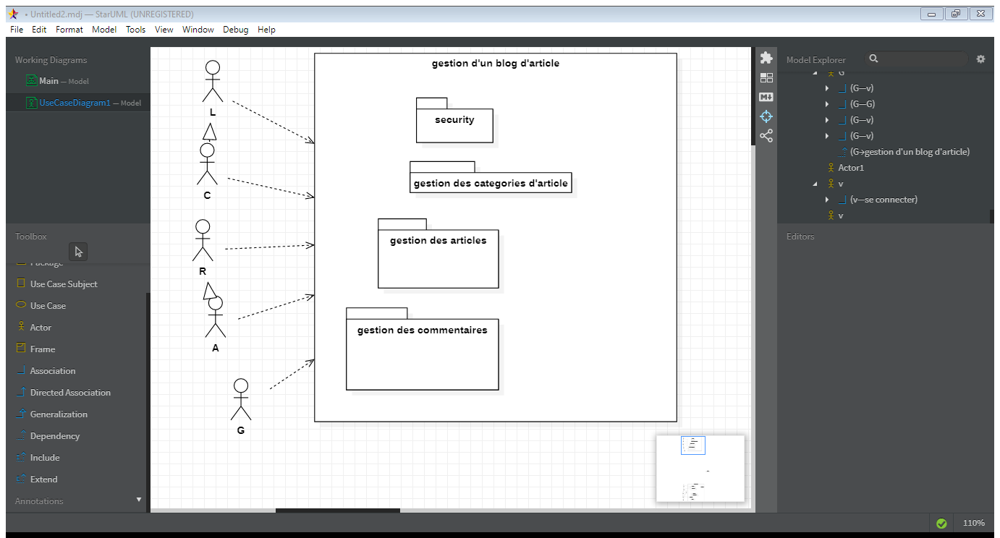 • Untitled2.mdj — StarUML (UNREGISTERED)
File Edit Format Model Tools View Window Debug Help
Working Diagrams
Main — Model
UseCaseDiagram1 — Model
Toolbox
Package
Use Case Subject
Use Case
Actor
Frame
Association
Directed Association
Generalization
Dependency
Include
Extend
Annotations
gestion d'un blog d'article
L
security
C
gestion des categories d'article
R
gestion des articles
A
gestion des commentaires
G
M
Model Explorer
G
(G—v)
(G—G)
(G—v)
(G—v)
(G→gestion d'un blog d'article)
Actor1
v
(v—se connecter)
v
Editors
110%